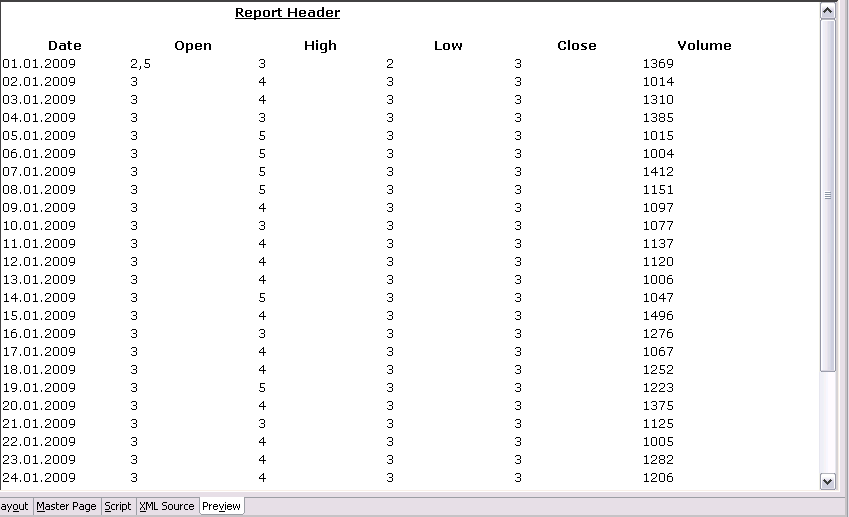 Report Header
Date Open High Low Close Volume
01.01.2009 2,5 3 2 3 1369
02.01.2009 3 4 3 3 1014
03.01.2009 3 4 3 3 1310
04.01.2009 3 3 3 3 1385
05.01.2009 3 5 3 3 1015
06.01.2009 3 5 3 3 1004
07.01.2009 3 5 3 3 1412
08.01.2009 3 5 3 3 1151
09.01.2009 3 4 3 3 1097
10.01.2009 3 3 3 3 1077
11.01.2009 3 4 3 3 1137
12.01.2009 3 4 3 3 1120
13.01.2009 3 4 3 3 1006
14.01.2009 3 5 3 3 1047
15.01.2009 3 4 3 3 1496
16.01.2009 3 3 3 3 1276
17.01.2009 3 4 3 3 1067
18.01.2009 3 4 3 3 1252
19.01.2009 3 5 3 3 1223
20.01.2009 3 4 3 3 1375
21.01.2009 3 3 3 3 1125
22.01.2009 3 4 3 3 1005
23.01.2009 3 4 3 3 1282
24.01.2009 3 4 3 3 1206
ayout Master Page Script XML Source Preview